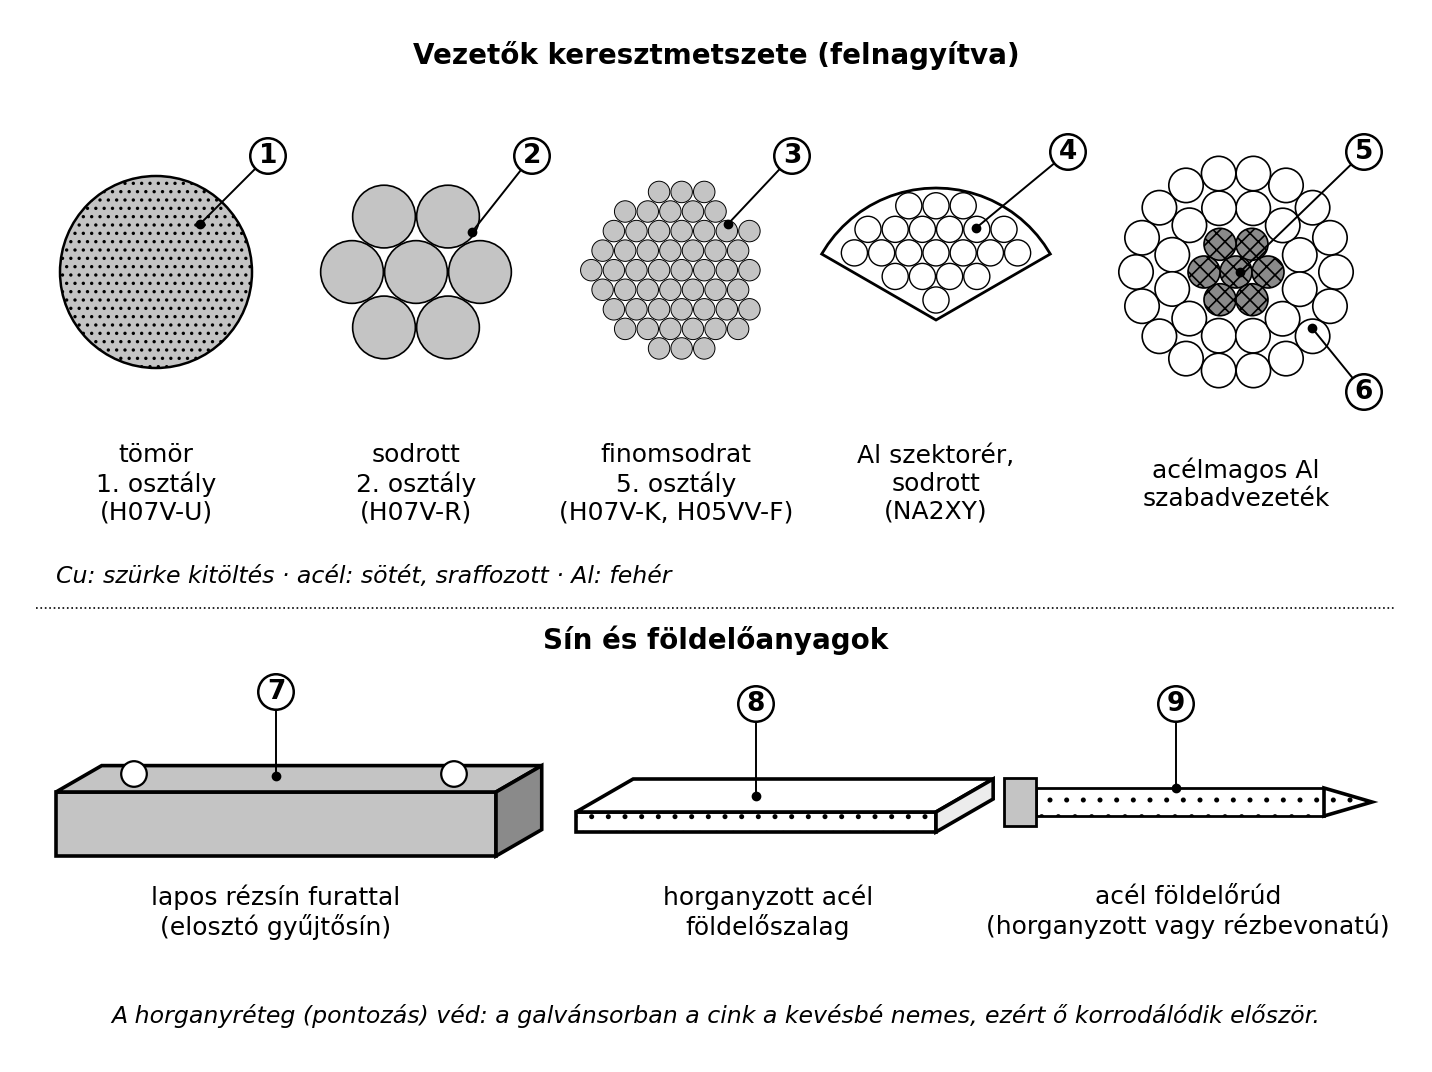 Vezetők keresztmetszete (felnagyítva)
1
2
3
4
5
6
tömör
1. osztály
(H07V-U)
sodrott
2. osztály
(H07V-R)
finomsodrat
5. osztály
(H07V-K, H05VV-F)
Al szektorér,
sodrott
(NA2XY)
acélmagos Al
szabadvezeték
Cu: szürke kitöltés · acél: sötét, sraffozott · Al: fehér
Sín és földelőanyagok
7
8
9
lapos rézsín furattal
(elosztó gyűjtősín)
horganyzott acél
földelőszalag
acél földelőrúd
(horganyzott vagy rézbevonatú)
A horganyréteg (pontozás) véd: a galvánsorban a cink a kevésbé nemes, ezért ő korrodálódik először.